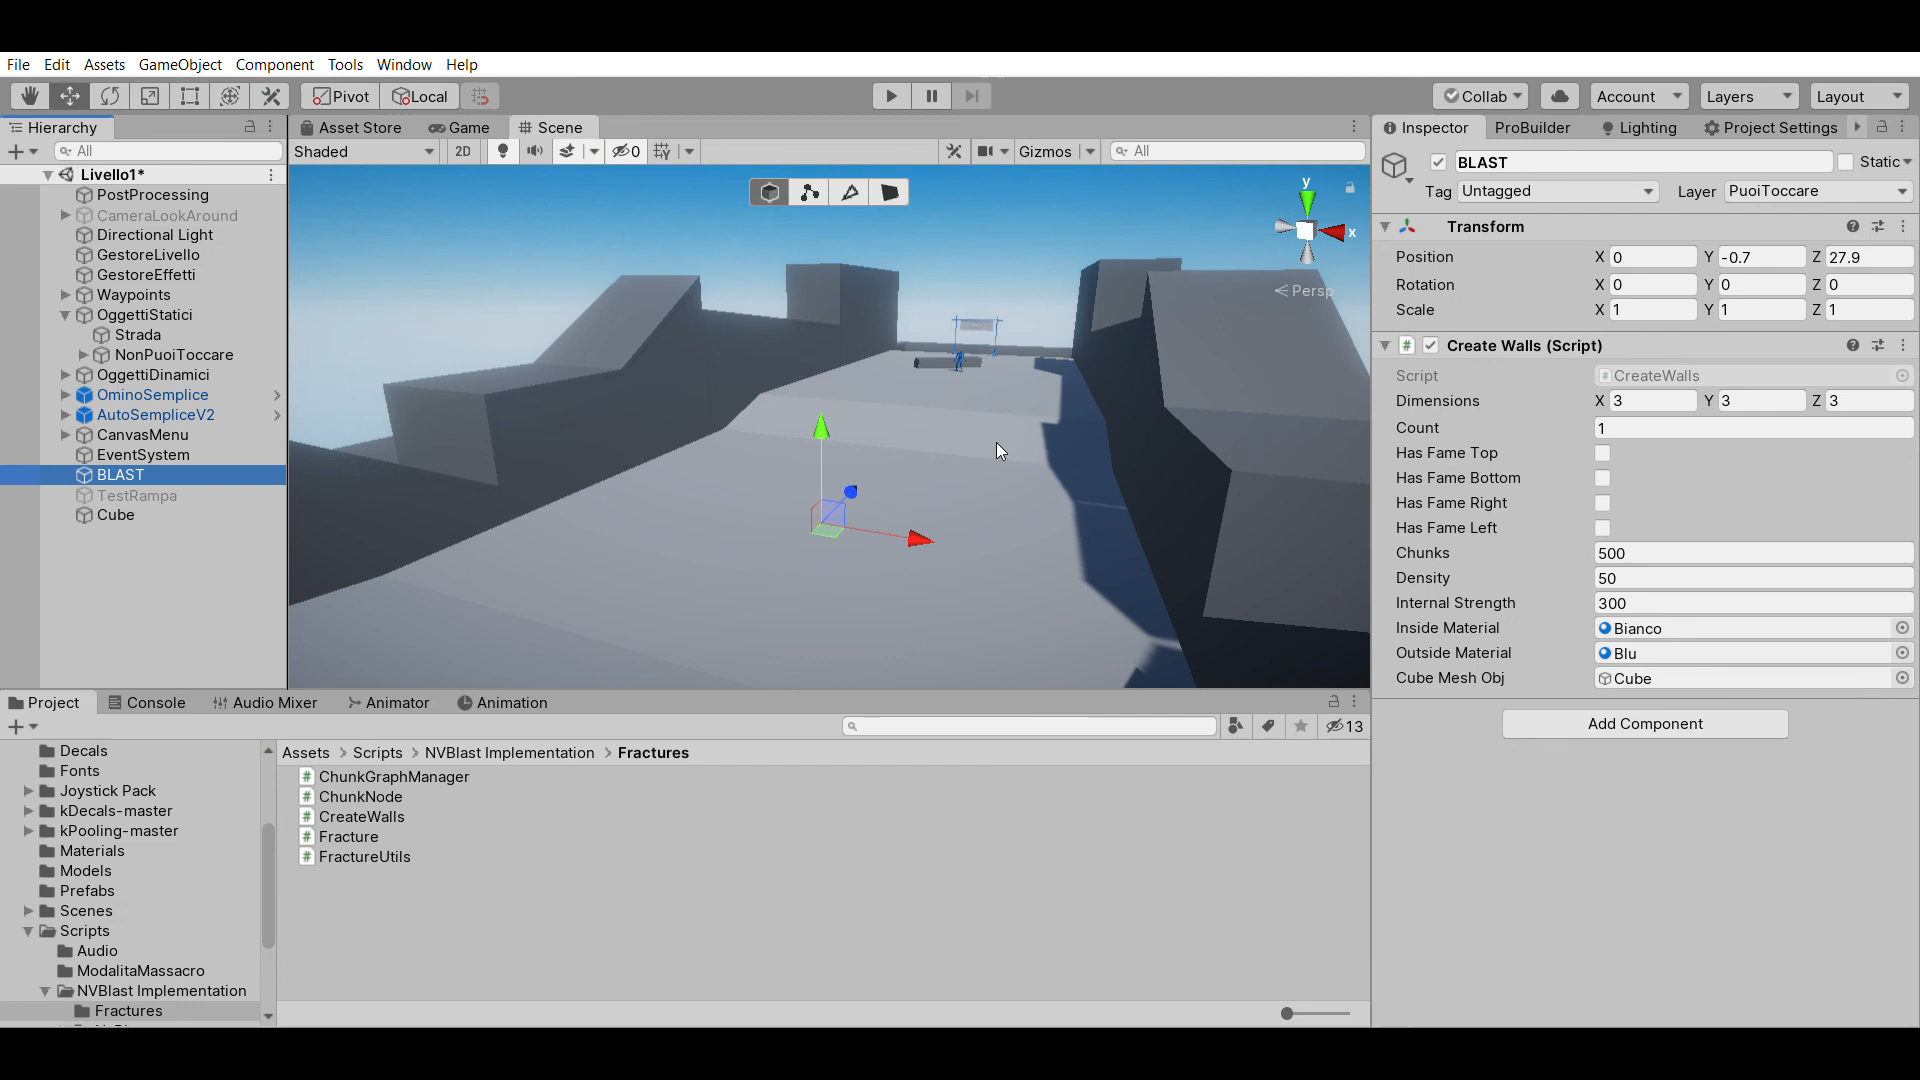 File Edit Assets GameObject Component Tools Window Help
Pivot Local Collab Account Layers Layout
Hierarchy
All
Livello1*
PostProcessing
CameraLookAround
Directional Light
GestoreLivello
GestoreEffetti
Waypoints
OggettiStatici
Strada
NonPuoiToccare
OggettiDinamici
OminoSemplice
AutoSempliceV2
CanvasMenu
EventSystem
BLAST
TestRampa
Cube
Asset Store Game Scene
Shaded 2D 0 Gizmos All
y
x
Persp
Inspector ProBuilder Lighting Project Settings
BLAST Static
Tag Untagged Layer PuoiToccare
Transform
Position X 0 Y -0.7 Z 27.9
Rotation X 0 Y 0 Z 0
Scale X 1 Y 1 Z 1
# Create Walls (Script)
Script # CreateWalls
Dimensions X 3 Y 3 Z 3
Count 1
Has Fame Top
Has Fame Bottom
Has Fame Right
Has Fame Left
Chunks 500
Density 50
Internal Strength 300
Inside Material Bianco
Outside Material Blu
Cube Mesh Obj Cube
Add Component
Project Console Audio Mixer Animator Animation
13
Decals
Fonts
Joystick Pack
kDecals-master
kPooling-master
Materials
Models
Prefabs
Scenes
Scripts
Audio
ModalitaMassacro
NVBlast Implementation
Fractures
Assets > Scripts > NVBlast Implementation > Fractures
# ChunkGraphManager
# ChunkNode
# CreateWalls
# Fracture
# FractureUtils